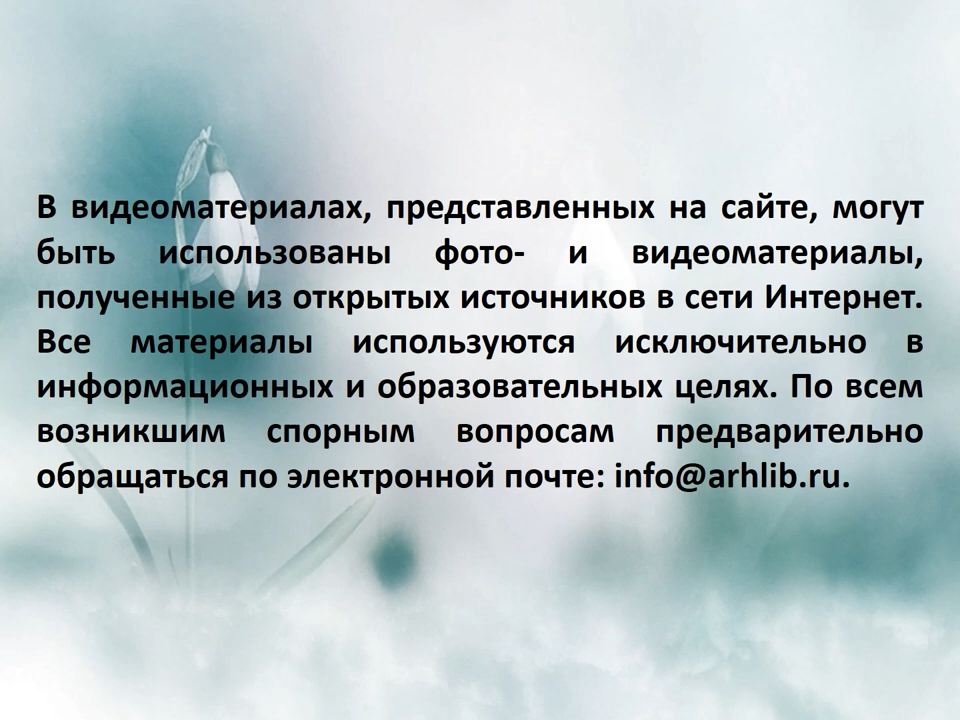 В видеоматериалах, представленных на сайте, могут
быть использованы фото- и видеоматериалы,
полученные из открытых источников в сети Интернет.
Все материалы используются исключительно в
информационных и образовательных целях. По всем
возникшим спорным вопросам предварительно
обращаться по электронной почте: info@arhlib.ru.